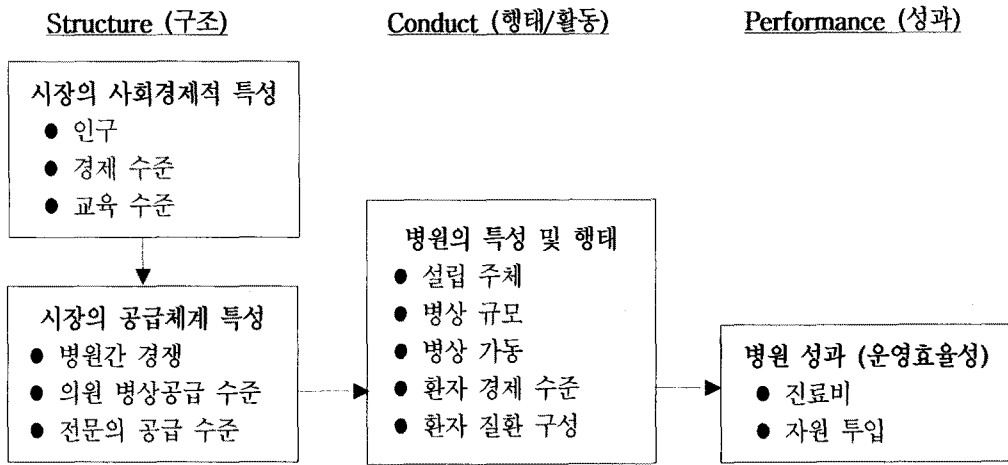 Structure (구조)
Conduct (행태/활동)
Performance (성과)
시장의 사회경제적 특성
● 인구
● 경제 수준
● 교육 수준
시장의 공급체계 특성
● 병원간 경쟁
● 의원 병상공급 수준
● 전문의 공급 수준
병원의 특성 및 행태
● 설립 주체
● 병상 규모
● 병상 가동
● 환자 경제 수준
● 환자 질환 구성
병원 성과 (운영효율성)
● 진료비
● 자원 투입